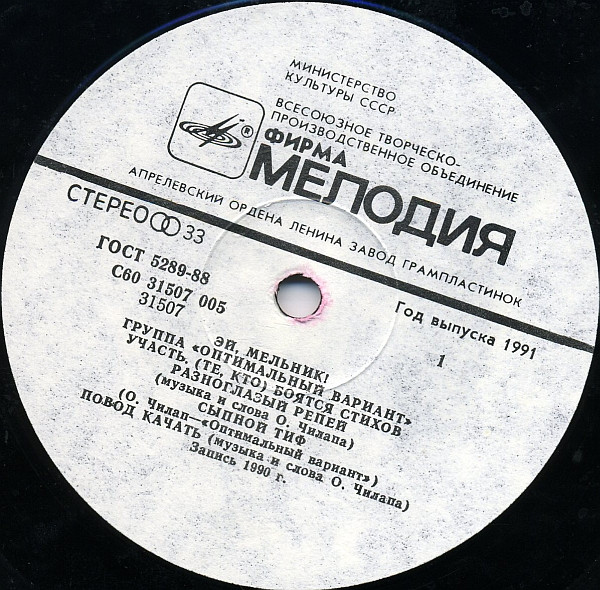 МИНИСТЕРСТВО
КУЛЬТУРЫ СССР
ВСЕСОЮЗНОЕ ТВОРЧЕСКО-
ПРОИЗВОДСТВЕННОЕ ОБЪЕДИНЕНИЕ
®
ФИРМА
МЕЛОДИЯ
АПРЕЛЕВСКИЙ ОРДЕНА ЛЕНИНА ЗАВОД ГРАМПЛАСТИНОК
СТЕРЕО 33
ГОСТ 5289-88
С60 31507 005
31507
Год выпуска 1991
1
ЭЙ, МЕЛЬНИК!
ГРУППА «ОПТИМАЛЬНЫЙ ВАРИАНТ»
УЧАСТЬ, (ТЕ, КТО) БОЯТСЯ СТИХОВ
РАЗНОГЛАЗЫЙ РЕПЕЙ
(музыка и слова О. Чилапа)
СЫПНОЙ ТИФ
(О. Чилап—«Оптимальный вариант»)
ПОВОД КАЧАТЬ (музыка и слова О. Чилапа)
Запись 1990 г.